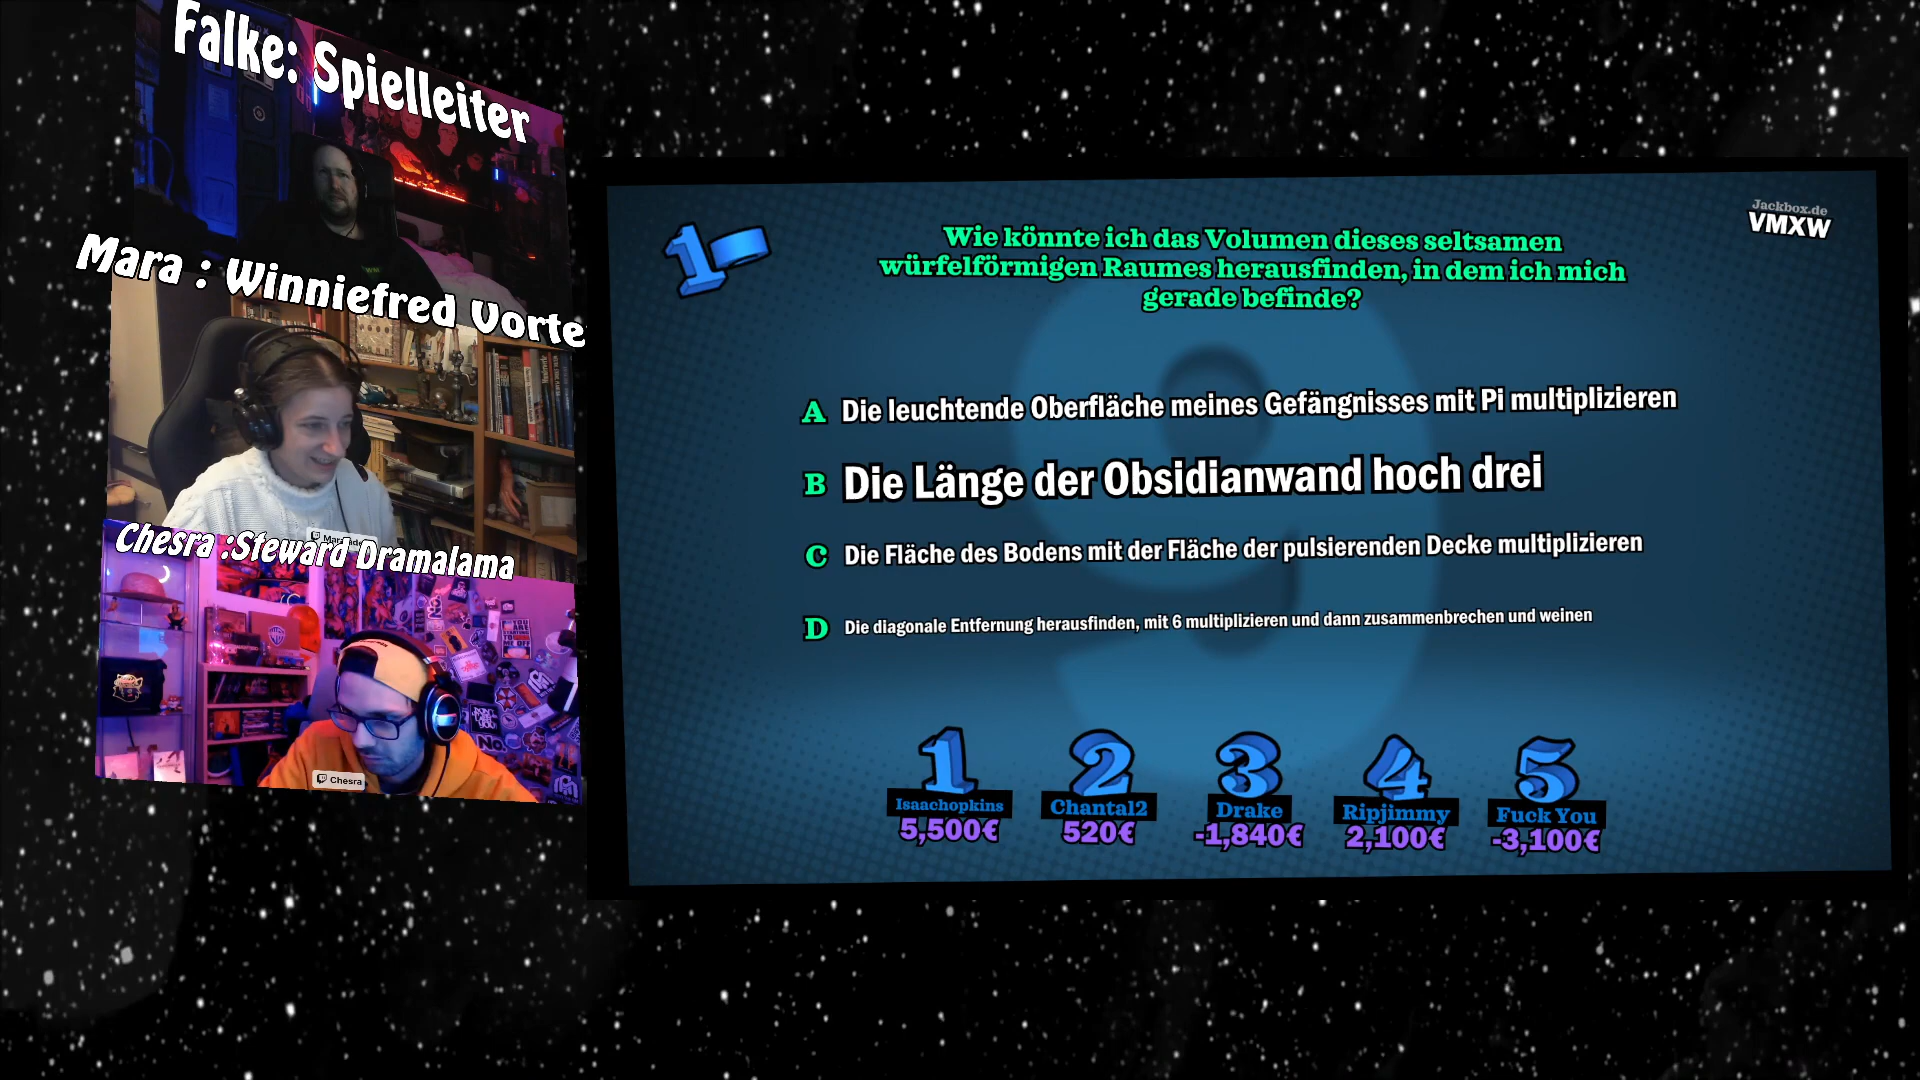 Falke: Spielleiter
Mara : Winniefred Vorte
Chesra :Steward Dramalama
Chesra
Jackbox.de
VMXW
1
Wie könnte ich das Volumen dieses seltsamen
würfelförmigen Raumes herausfinden, in dem ich mich
gerade befinde?
9
A Die leuchtende Oberfläche meines Gefängnisses mit Pi multiplizieren
B Die Länge der Obsidianwand hoch drei
C Die Fläche des Bodens mit der Fläche der pulsierenden Decke multiplizieren
D Die diagonale Entfernung herausfinden, mit 6 multiplizieren und dann zusammenbrechen und weinen
1 2 3 4 5
Isaachopkins Chantal2 Drake Ripjimmy Fuck You
5,500€ 520€ -1,840€ 2,100€ -3,100€